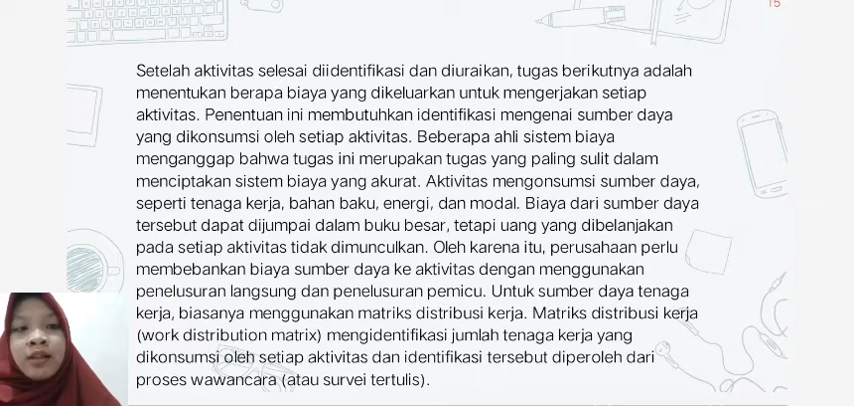 15
Setelah aktivitas selesai diidentifikasi dan diuraikan, tugas berikutnya adalah
menentukan berapa biaya yang dikeluarkan untuk mengerjakan setiap
aktivitas. Penentuan ini membutuhkan identifikasi mengenai sumber daya
yang dikonsumsi oleh setiap aktivitas. Beberapa ahli sistem biaya
menganggap bahwa tugas ini merupakan tugas yang paling sulit dalam
menciptakan sistem biaya yang akurat. Aktivitas mengonsumsi sumber daya,
seperti tenaga kerja, bahan baku, energi, dan modal. Biaya dari sumber daya
tersebut dapat dijumpai dalam buku besar, tetapi uang yang dibelanjakan
pada setiap aktivitas tidak dimunculkan. Oleh karena itu, perusahaan perlu
membebankan biaya sumber daya ke aktivitas dengan menggunakan
penelusuran langsung dan penelusuran pemicu. Untuk sumber daya tenaga
kerja, biasanya menggunakan matriks distribusi kerja. Matriks distribusi kerja
(work distribution matrix) mengidentifikasi jumlah tenaga kerja yang
dikonsumsi oleh setiap aktivitas dan identifikasi tersebut diperoleh dari
proses wawancara (atau survei tertulis).